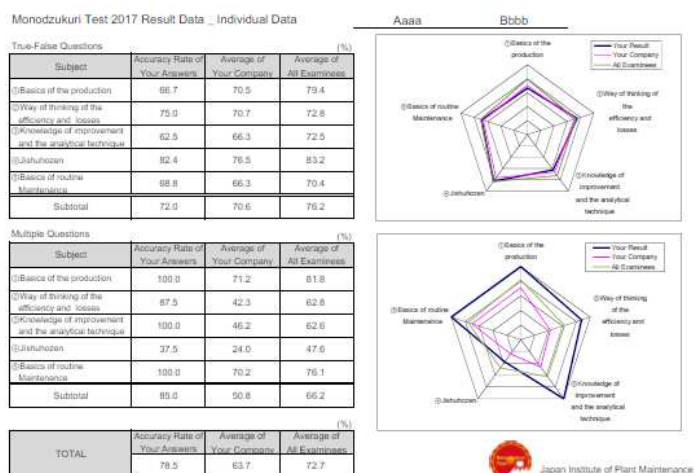 Monodzukuri Test 2017 Result Data _ Individual Data Aaaa Bbbb
True-False Questions (%)
Subject Accuracy Rate of Your Answers Average of Your Company Average of All Examinees
①Basics of the production 66.7 70.5 79.4
②Way of thinking of the efficiency and losses 75.0 70.7 72.8
③Knowledge of improvement and the analytical technique 62.5 66.3 72.5
④Jishuhozen 82.4 76.5 83.2
⑤Basics of routine Maintenance 68.8 66.3 70.4
Subtotal 72.0 70.6 76.2
①Basics of the production
②Way of thinking of the efficiency and losses
③Knowledge of improvement and the analytical technique
④Jishuhozen
⑤Basics of routine Maintenance
Your Result
Your Company
All Examinees
Multiple Questions (%)
Subject Accuracy Rate of Your Answers Average of Your Company Average of All Examinees
①Basics of the production 100.0 71.2 81.8
②Way of thinking of the efficiency and losses 87.5 42.3 62.8
③Knowledge of improvement and the analytical technique 100.0 46.2 62.6
④Jishuhozen 37.5 24.0 47.6
⑤Basics of routine Maintenance 100.0 70.2 76.1
Subtotal 85.0 50.8 66.2
①Basics of the production
②Way of thinking of the efficiency and losses
③Knowledge of improvement and the analytical technique
④Jishuhozen
⑤Basics of routine Maintenance
Your Result
Your Company
All Examinees
(%)
TOTAL Accuracy Rate of Your Answers Average of Your Company Average of All Examinees
78.5 63.7 72.7
Japan Institute of Plant Maintenance